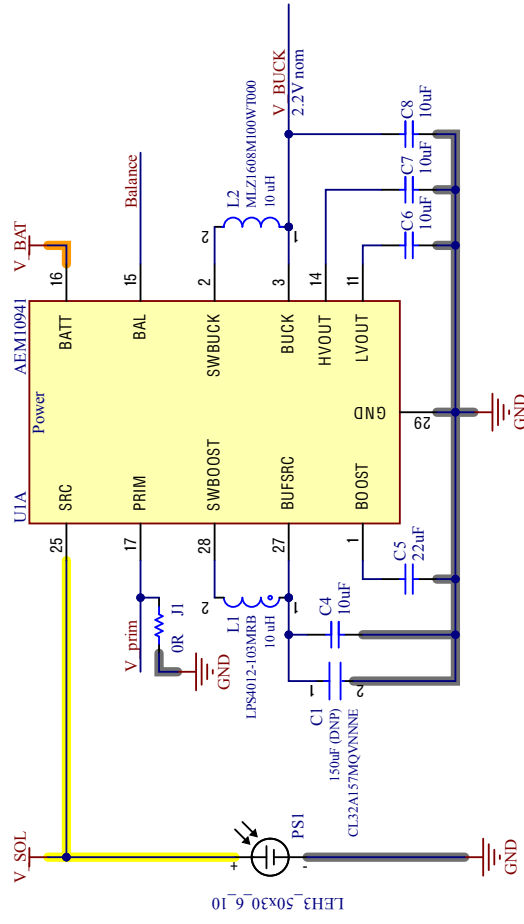 V_SOL
LEH3_50x30_6_10
+
PS1
-
GND
V_prim
J1
0R
GND
U1A
AEM10941
Power
25
SRC
17
PRIM
28
SWBOOST
27
BUFSRC
1
BOOST
GND
29
BATT
16
BAL
15
SWBUCK
2
BUCK
3
HVOUT
14
LVOUT
11
V_BAT
Balance
2
L1
1
LPS4012-103MRB
10 uH
1
C1
2
150uF (DNP)
CL32A157MQVNNNE
C4
10uF
C5
22uF
GND
2
L2
MLZ1608M100WT000
10 uH
1
V_BUCK
2.2V nom
C6
10uF
C7
10uF
C8
10uF